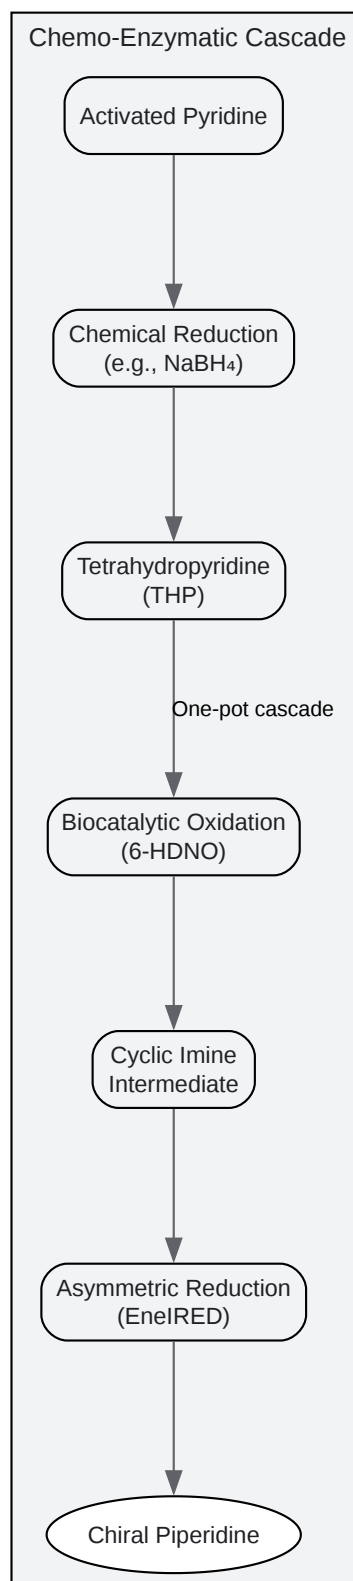 Chemo-Enzymatic Cascade
Activated Pyridine
Chemical Reduction
(e.g., NaBH₄)
Tetrahydropyridine
(THP)
One-pot cascade
Biocatalytic Oxidation
(6-HDNO)
Cyclic Imine
Intermediate
Asymmetric Reduction
(EneIRED)
Chiral Piperidine